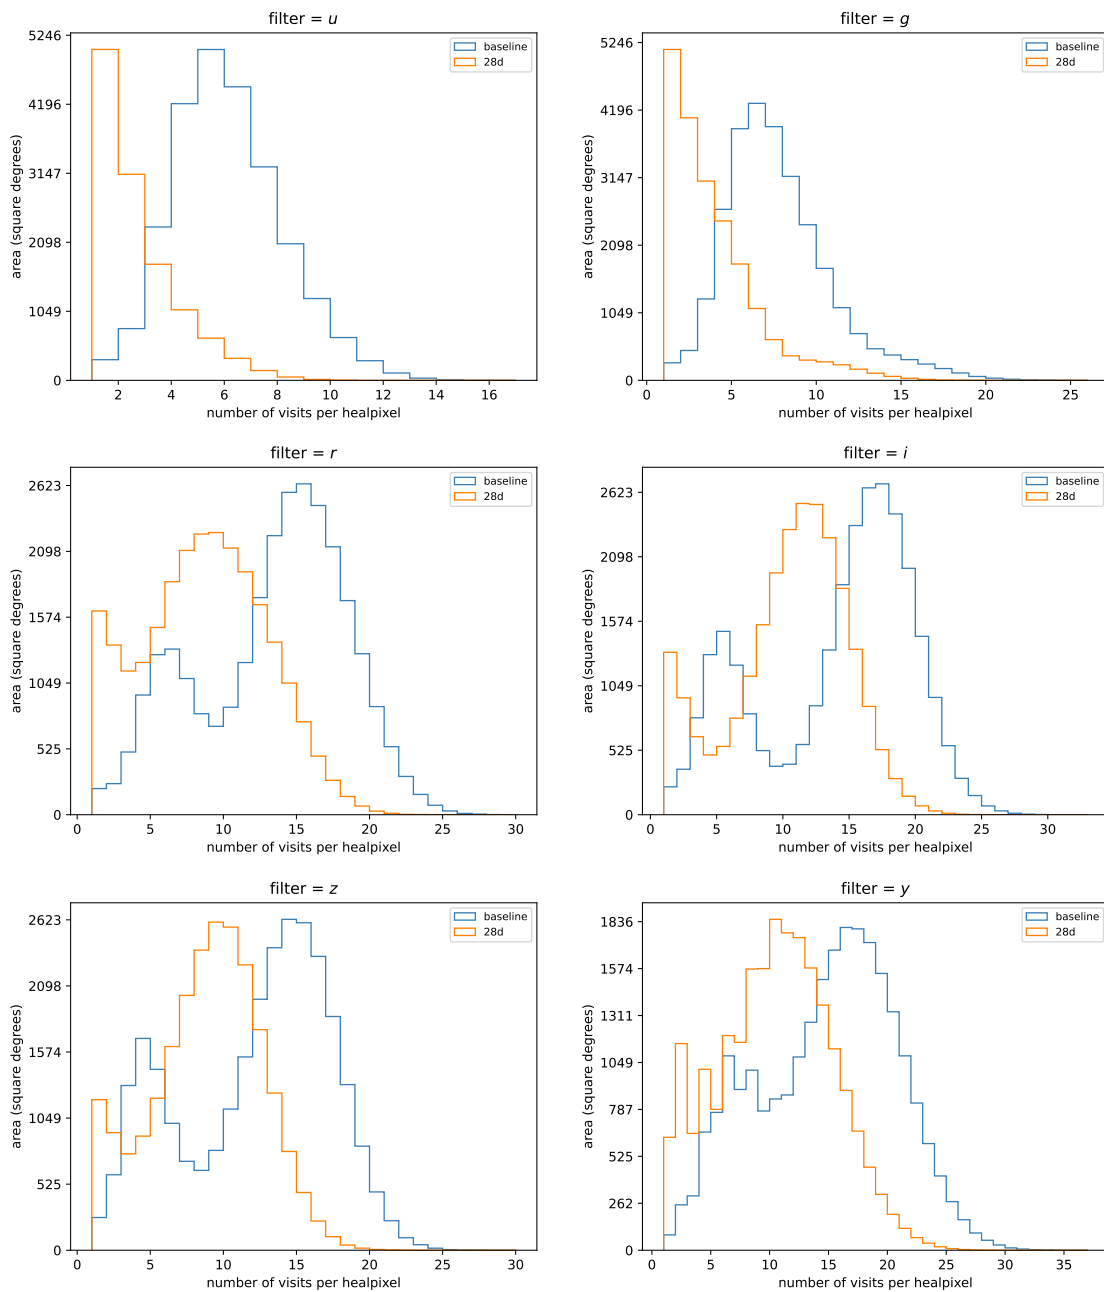 filter = u
baseline
28d
area (square degrees)
5246
4196
3147
2098
1049
0
2 4 6 8 10 12 14 16
number of visits per healpixel
filter = g
baseline
28d
area (square degrees)
5246
4196
3147
2098
1049
0
0 5 10 15 20 25
number of visits per healpixel
filter = r
baseline
28d
area (square degrees)
2623
2098
1574
1049
525
0
0 5 10 15 20 25 30
number of visits per healpixel
filter = i
baseline
28d
area (square degrees)
2623
2098
1574
1049
525
0
0 5 10 15 20 25 30
number of visits per healpixel
filter = z
baseline
28d
area (square degrees)
2623
2098
1574
1049
525
0
0 5 10 15 20 25 30
number of visits per healpixel
filter = y
baseline
28d
area (square degrees)
1836
1574
1311
1049
787
525
262
0
0 5 10 15 20 25 30 35
number of visits per healpixel